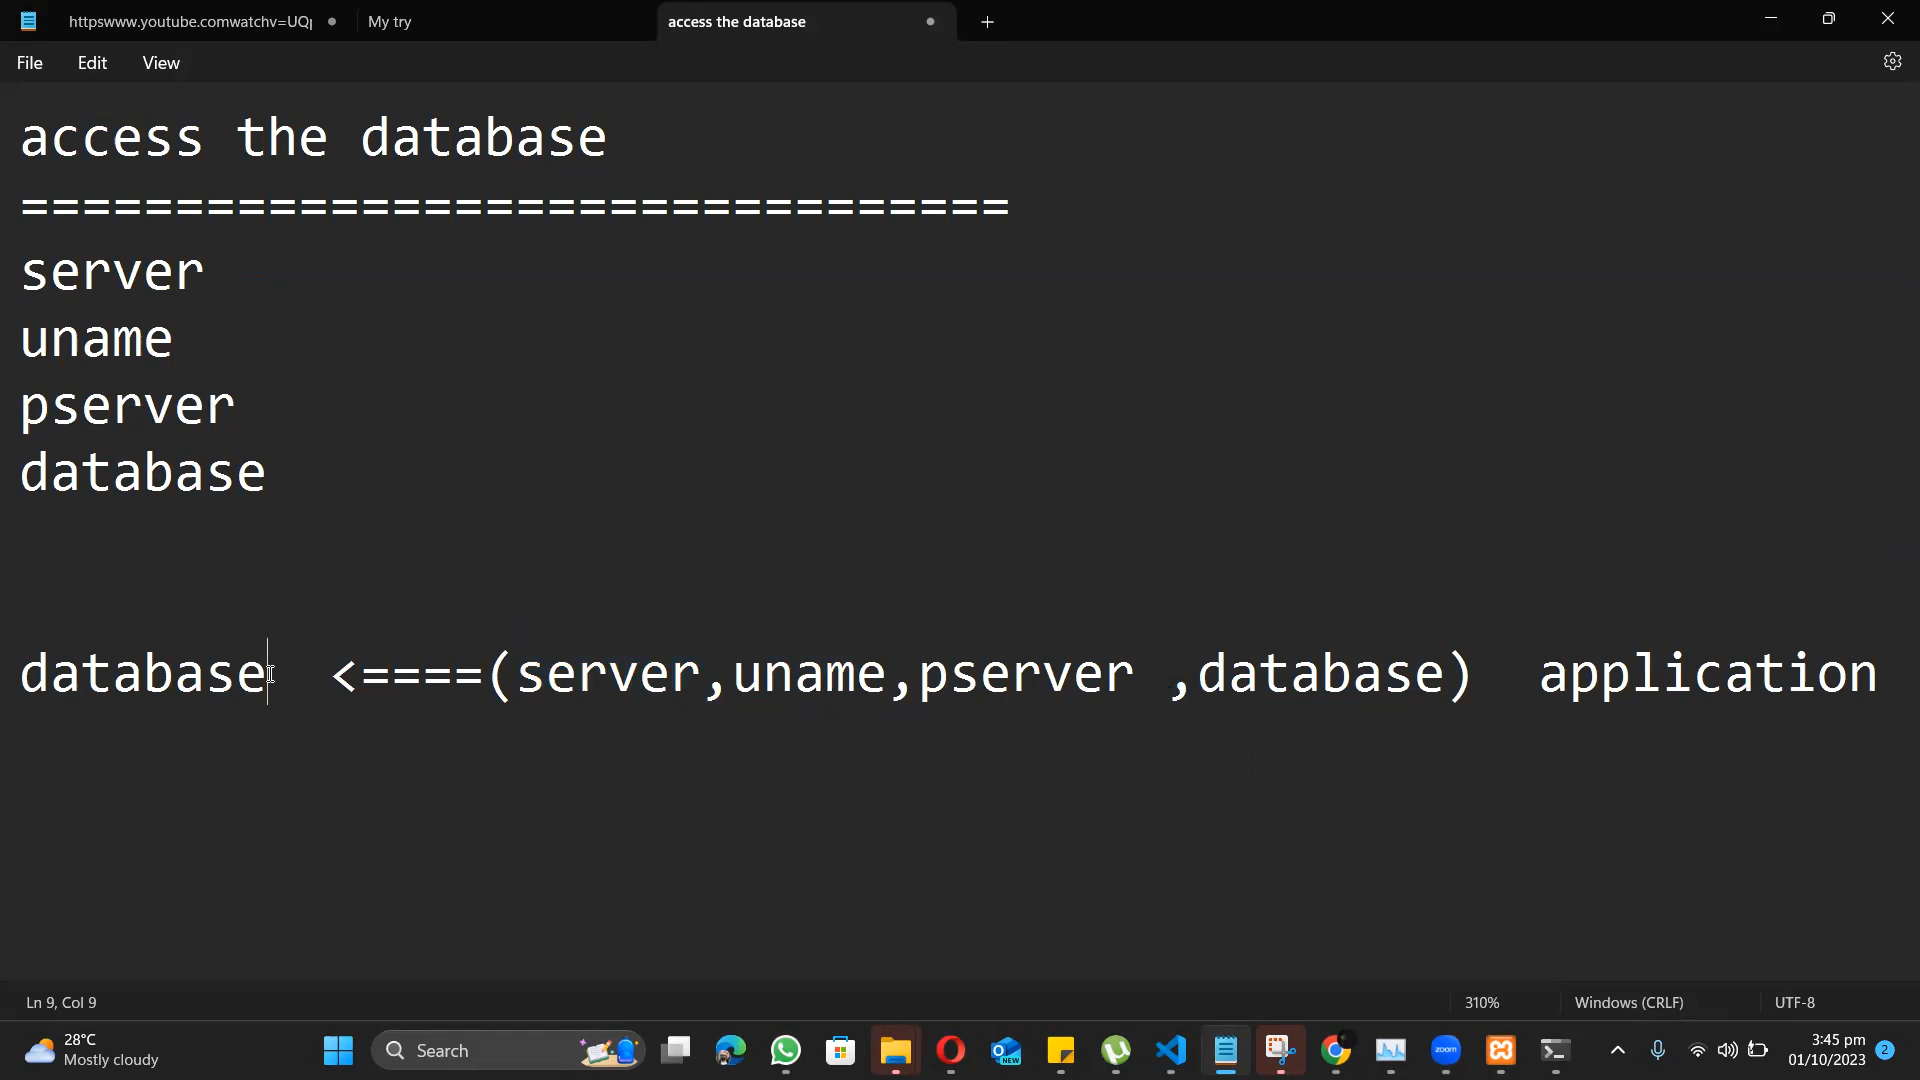 httpswww.youtube.comwatchv=UQ
My try
access the database
File Edit View
access the database
================================
server
uname
pserver
database
database  <====(server,uname,pserver ,database)  application
Ln 9, Col 9
310%
Windows (CRLF)
UTF-8
28°C
Mostly cloudy
Search
NEW
zoom
3:45 pm
01/10/2023
2